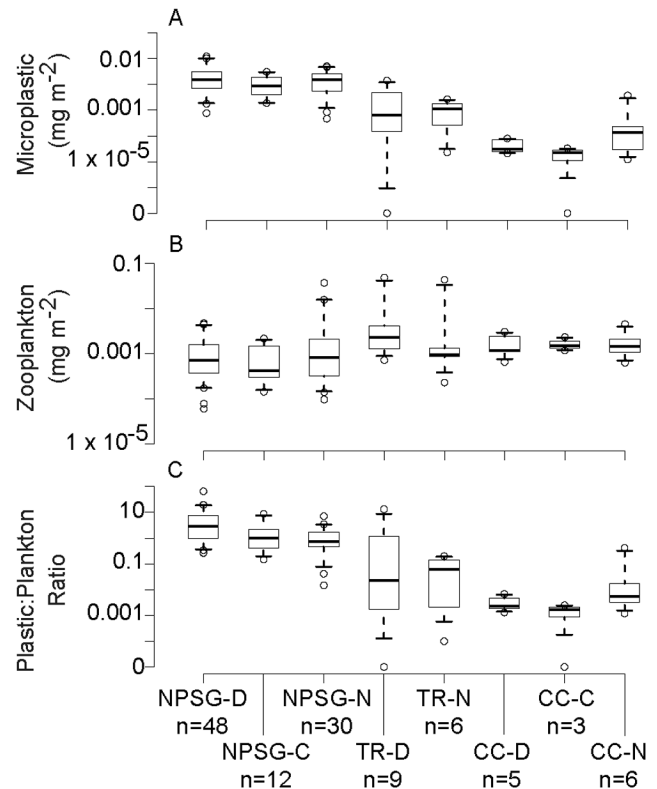 A
Microplastic
(mg m⁻²)
0.01
0.001
1 x 10⁻⁵
0
B
Zooplankton
(mg m⁻²)
0.1
0.001
1 x 10⁻⁵
C
Plastic:Plankton
Ratio
10
0.1
0.001
0
NPSG-D
n=48
NPSG-C
n=12
NPSG-N
n=30
TR-D
n=9
TR-N
n=6
CC-D
n=5
CC-C
n=3
CC-N
n=6